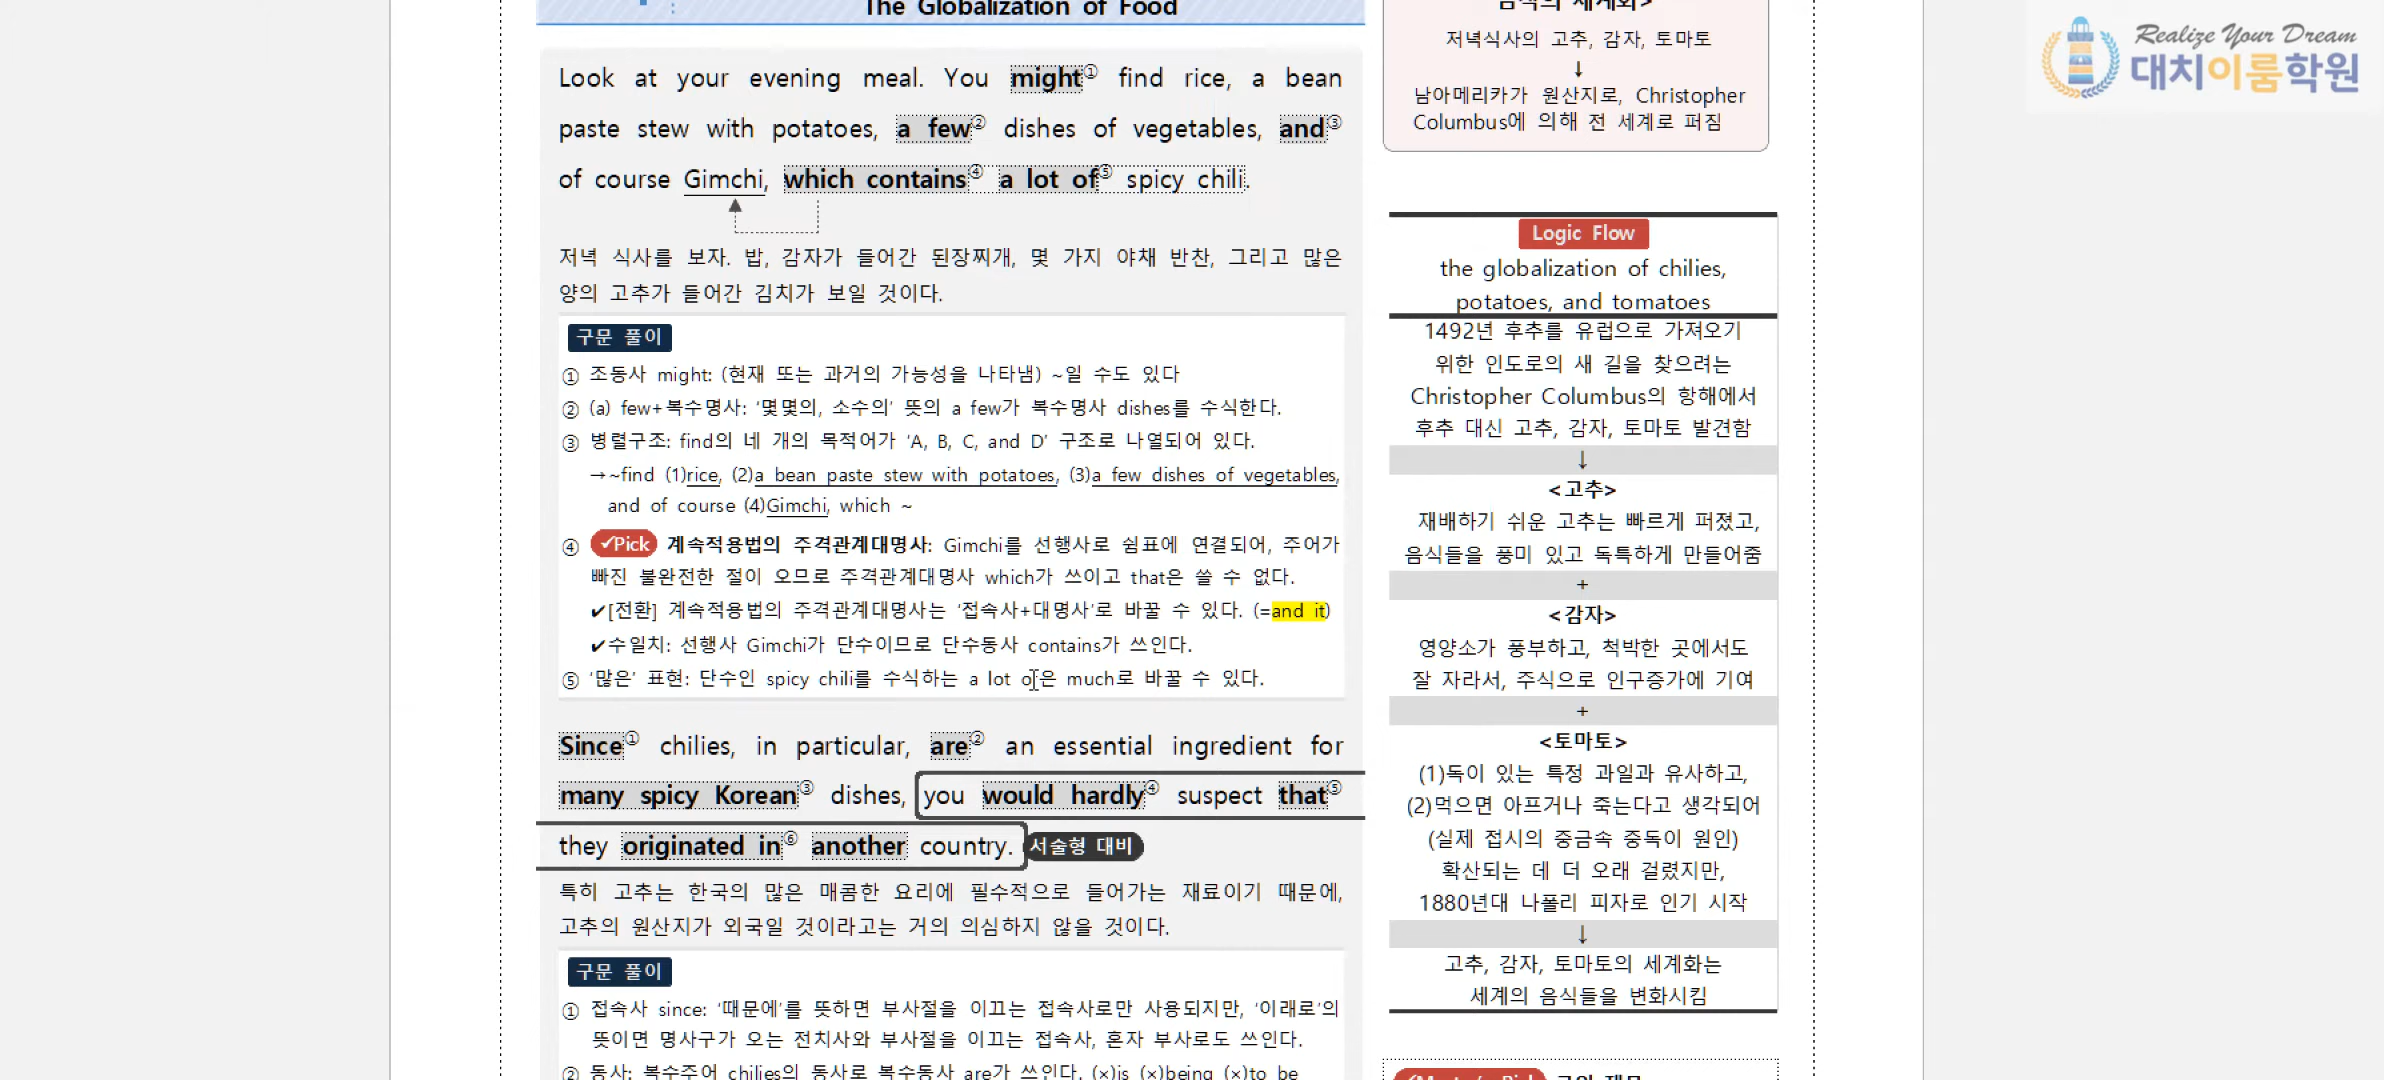 The Globalization of Food
Look at your evening meal. You might① find rice, a bean
paste stew with potatoes, a few② dishes of vegetables, and③
of course Gimchi, which contains④ a lot of⑤ spicy chili.
저녁 식사를 보자. 밥, 감자가 들어간 된장찌개, 몇 가지 야채 반찬, 그리고 많은
양의 고추가 들어간 김치가 보일 것이다.
구문 풀이
① 조동사 might: (현재 또는 과거의 가능성을 나타냄) ~일 수도 있다
② (a) few+복수명사: ‘몇몇의, 소수의’ 뜻의 a few가 복수명사 dishes를 수식한다.
③ 병렬구조: find의 네 개의 목적어가 ‘A, B, C, and D’ 구조로 나열되어 있다.
→~find (1)rice, (2)a bean paste stew with potatoes, (3)a few dishes of vegetables,
and of course (4)Gimchi, which ~
④ ✓Pick 계속적용법의 주격관계대명사: Gimchi를 선행사로 쉼표에 연결되어, 주어가
빠진 불완전한 절이 오므로 주격관계대명사 which가 쓰이고 that은 쓸 수 없다.
✔[전환] 계속적용법의 주격관계대명사는 ‘접속사+대명사’로 바꿀 수 있다. (=and it)
✔수일치: 선행사 Gimchi가 단수이므로 단수동사 contains가 쓰인다.
⑤ ‘많은’ 표현: 단수인 spicy chili를 수식하는 a lot of은 much로 바꿀 수 있다.
Since① chilies, in particular, are② an essential ingredient for
many spicy Korean③ dishes, you would hardly④ suspect that⑤
they originated in⑥ another country. 서술형 대비
특히 고추는 한국의 많은 매콤한 요리에 필수적으로 들어가는 재료이기 때문에,
고추의 원산지가 외국일 것이라고는 거의 의심하지 않을 것이다.
구문 풀이
① 접속사 since: ‘때문에’를 뜻하면 부사절을 이끄는 접속사로만 사용되지만, ‘이래로’의
뜻이면 명사구가 오는 전치사와 부사절을 이끄는 접속사, 혼자 부사로도 쓰인다.
② 동사: 복수주어 chilies의 동사로 복수동사 are가 쓰인다. (×)is (×)being (×)to be
음식의 세계화>
저녁식사의 고추, 감자, 토마토
↓
남아메리카가 원산지로, Christopher
Columbus에 의해 전 세계로 퍼짐
Logic Flow
the globalization of chilies,
potatoes, and tomatoes
1492년 후추를 유럽으로 가져오기
위한 인도로의 새 길을 찾으려는
Christopher Columbus의 항해에서
후추 대신 고추, 감자, 토마토 발견함
↓
<고추>
재배하기 쉬운 고추는 빠르게 퍼졌고,
음식들을 풍미 있고 독특하게 만들어줌
+
<감자>
영양소가 풍부하고, 척박한 곳에서도
잘 자라서, 주식으로 인구증가에 기여
+
<토마토>
(1)독이 있는 특정 과일과 유사하고,
(2)먹으면 아프거나 죽는다고 생각되어
(실제 접시의 중금속 중독이 원인)
확산되는 데 더 오래 걸렸지만,
1880년대 나폴리 피자로 인기 시작
↓
고추, 감자, 토마토의 세계화는
세계의 음식들을 변화시킴
Realize Your Dream
대치이룸학원